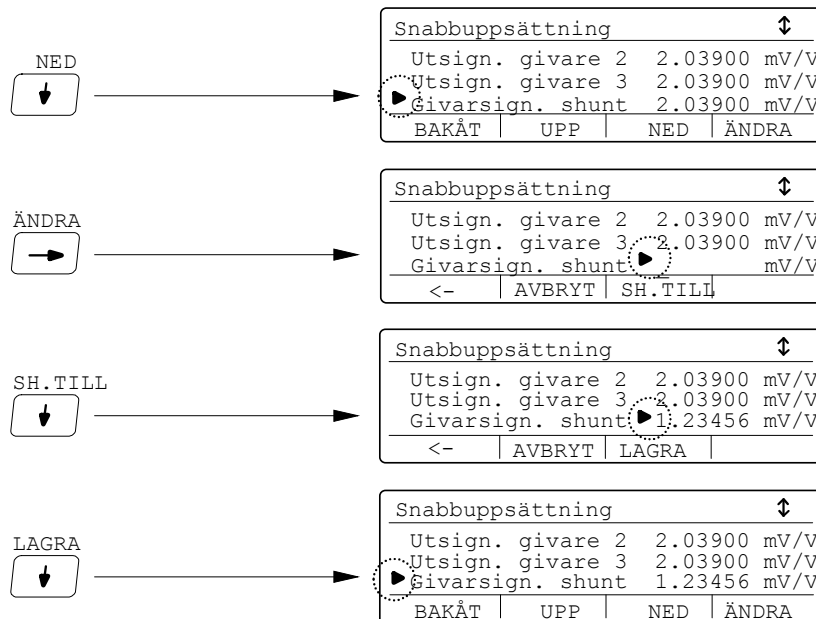 NED
Snabbuppsättning
Utsign. givare 2 2.03900 mV/V
Utsign. givare 3 2.03900 mV/V
Givarsign. shunt 2.03900 mV/V
BAKÅT UPP NED ÄNDRA
ÄNDRA
Snabbuppsättning
Utsign. givare 2 2.03900 mV/V
Utsign. givare 3 2.03900 mV/V
Givarsign. shunt mV/V
<- AVBRYT SH.TILL
SH.TILL
Snabbuppsättning
Utsign. givare 2 2.03900 mV/V
Utsign. givare 3 2.03900 mV/V
Givarsign. shunt 1.23456 mV/V
<- AVBRYT LAGRA
LAGRA
Snabbuppsättning
Utsign. givare 2 2.03900 mV/V
Utsign. givare 3 2.03900 mV/V
Givarsign. shunt 1.23456 mV/V
BAKÅT UPP NED ÄNDRA